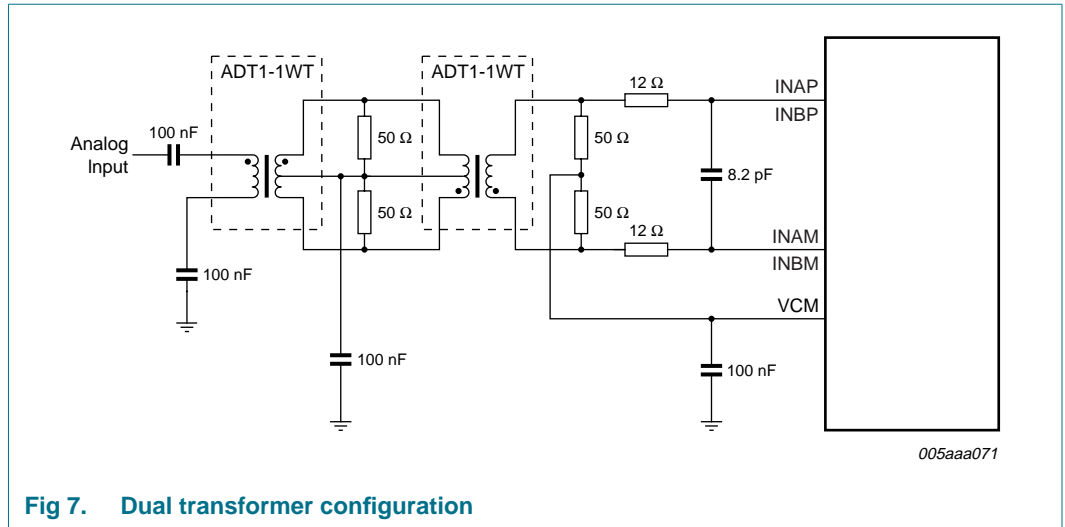 ADT1-1WT
ADT1-1WT
12 Ω
INAP
INBP
100 nF
Analog
Input
50 Ω
50 Ω
8.2 pF
50 Ω
50 Ω
12 Ω
INAM
INBM
100 nF
VCM
100 nF
100 nF
005aaa071
Fig 7. Dual transformer configuration